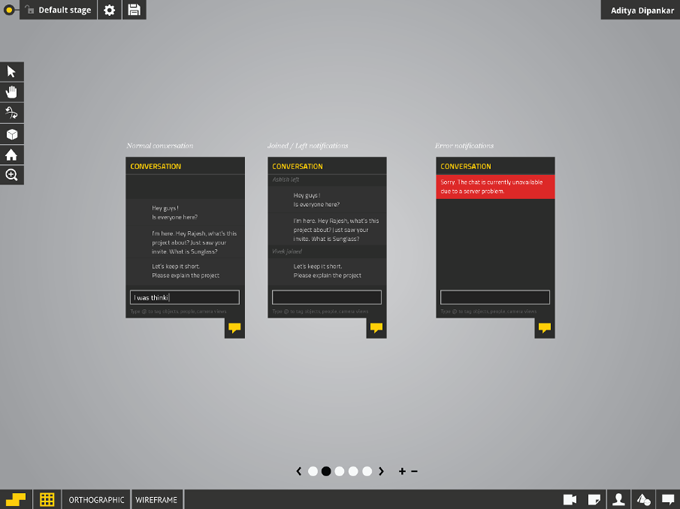 Default stage
Aditya Dipankar
Normal conversation
Joined / Left notifications
Error notifications
CONVERSATION
Hey guys!
Is everyone here?
I'm here. Hey Rajesh, what's this
project about? Just saw your
invite. What is Sunglass?
Let's keep it short.
Please explain the project
I was thinki
Type @ to tag objects, people, camera views
CONVERSATION
left
Hey guys!
Is everyone here?
I'm here. Hey Rajesh, what's this
project about? Just saw your
invite. What is Sunglass?
joined
Let's keep it short.
Please explain the project
Type @ to tag objects, people, camera views
CONVERSATION
Sorry. The chat is currently unavailable
due to a server problem.
Type @ to tag objects, people, camera views
ORTHOGRAPHIC
WIREFRAME